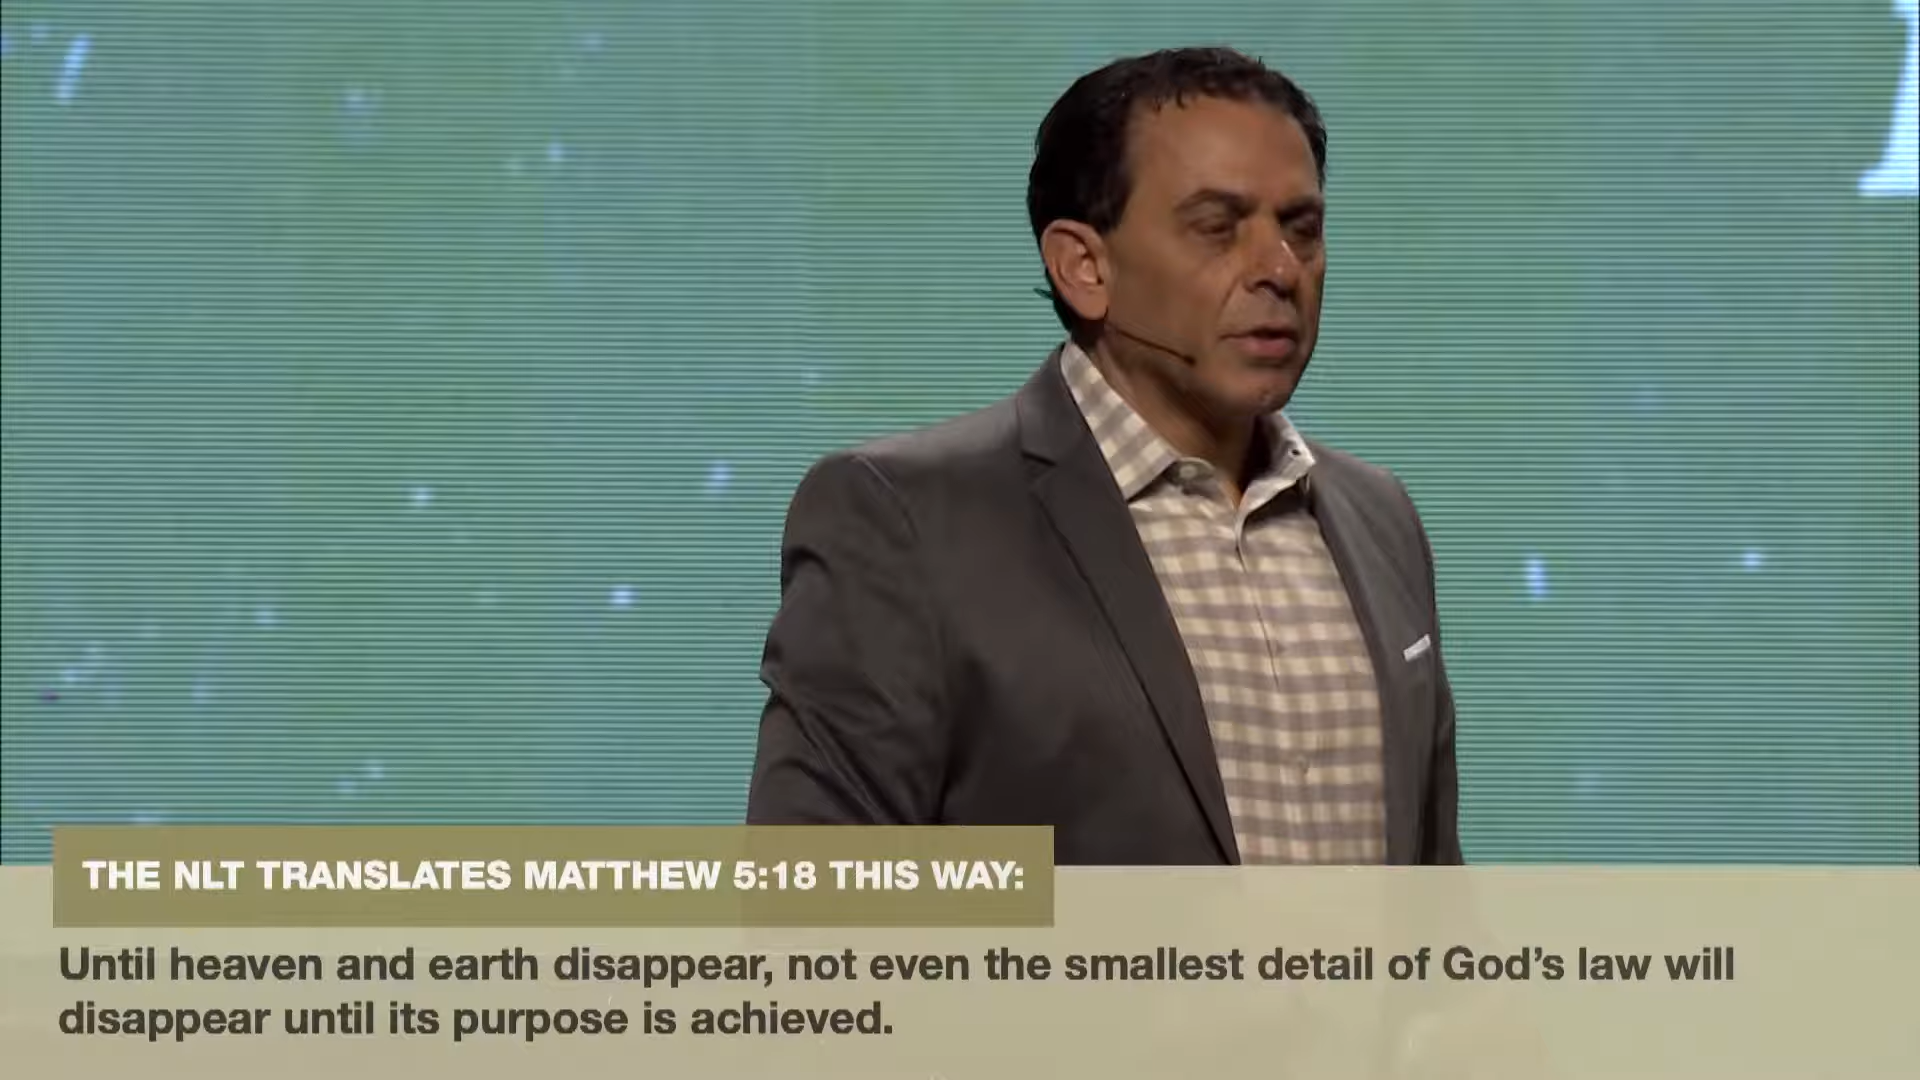 THE NLT TRANSLATES MATTHEW 5:18 THIS WAY:
Until heaven and earth disappear, not even the smallest detail of God’s law will
disappear until its purpose is achieved.